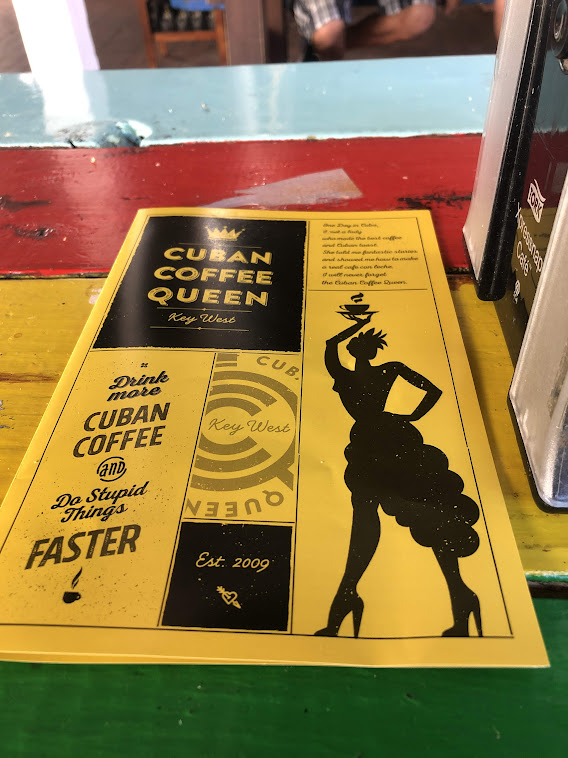 CUBAN
COFFEE
QUEEN
Key West
One Day in Cuba,
I met a lady
who made the best coffee
and Cuban toast.
She told me fantastic stories
and showed me how to make
a real cafe con leche.
I will never forget
the Cuban Coffee Queen.
Drink
more
CUBAN
COFFEE
and
Do Stupid
Things
FASTER
CUB.
Key West
QUEEN
Est. 2009